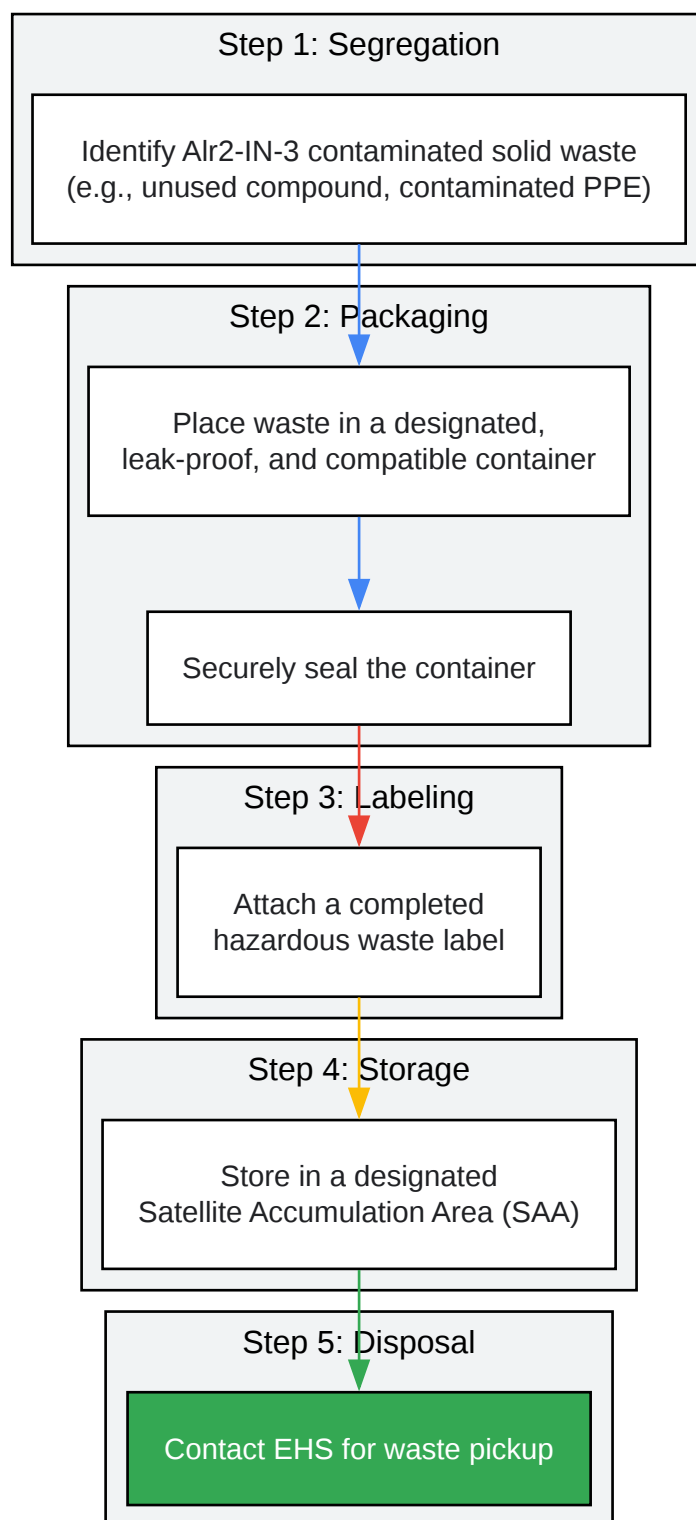 Step 1: Segregation
Identify Alr2-IN-3 contaminated solid waste
(e.g., unused compound, contaminated PPE)
Step 2: Packaging
Place waste in a designated,
leak-proof, and compatible container
Securely seal the container
Step 3: Labeling
Attach a completed
hazardous waste label
Step 4: Storage
Store in a designated
Satellite Accumulation Area (SAA)
Step 5: Disposal
Contact EHS for waste pickup